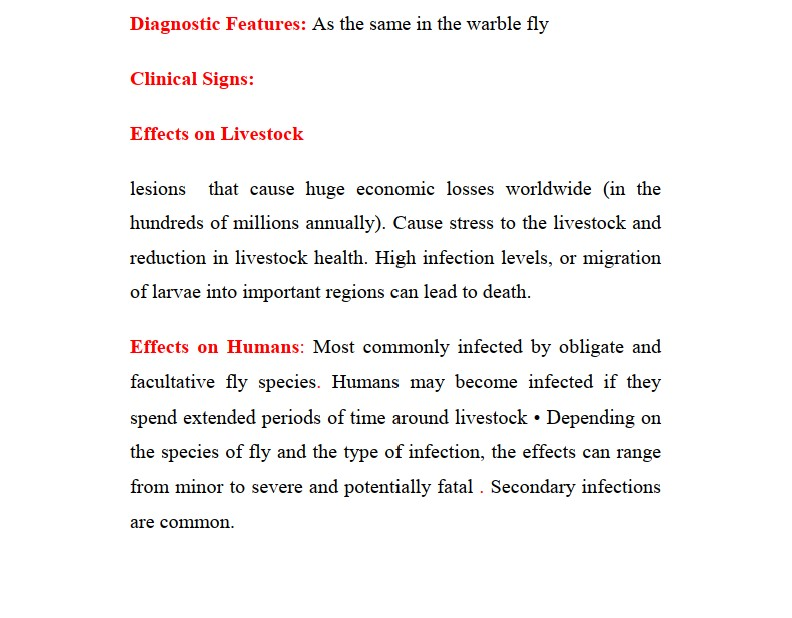 Diagnostic Features: As the same in the warble fly
Clinical Signs:
Effects on Livestock
lesions  that cause huge economic losses worldwide (in the
hundreds of millions annually). Cause stress to the livestock and
reduction in livestock health. High infection levels, or migration
of larvae into important regions can lead to death.
Effects on Humans: Most commonly infected by obligate and
facultative fly species. Humans may become infected if they
spend extended periods of time around livestock • Depending on
the species of fly and the type of infection, the effects can range
from minor to severe and potentially fatal . Secondary infections
are common.